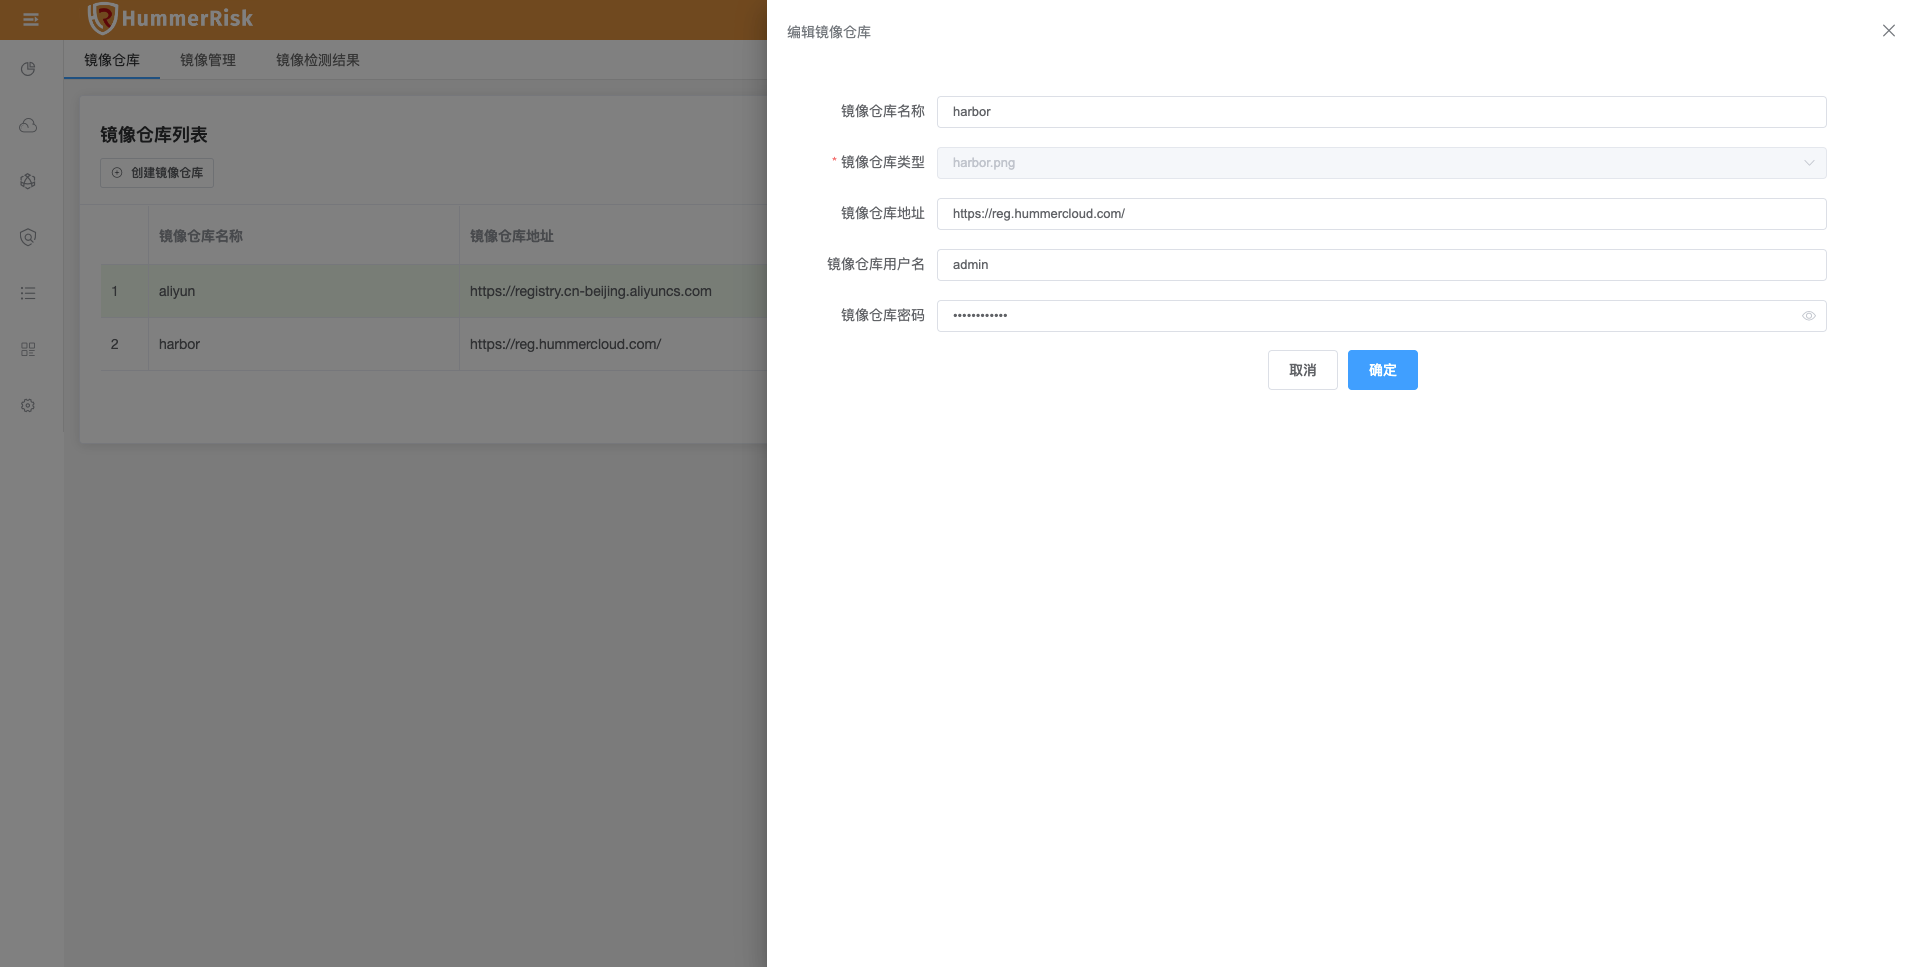 HummerRisk
镜像仓库 镜像管理 镜像检测结果
镜像仓库列表
创建镜像仓库
镜像仓库名称 镜像仓库地址
1 aliyun https://registry.cn-beijing.aliyuncs.com
2 harbor https://reg.hummercloud.com/
编辑镜像仓库
镜像仓库名称 harbor
* 镜像仓库类型 harbor.png
镜像仓库地址 https://reg.hummercloud.com/
镜像仓库用户名 admin
镜像仓库密码 ••••••••••••
取消 确定